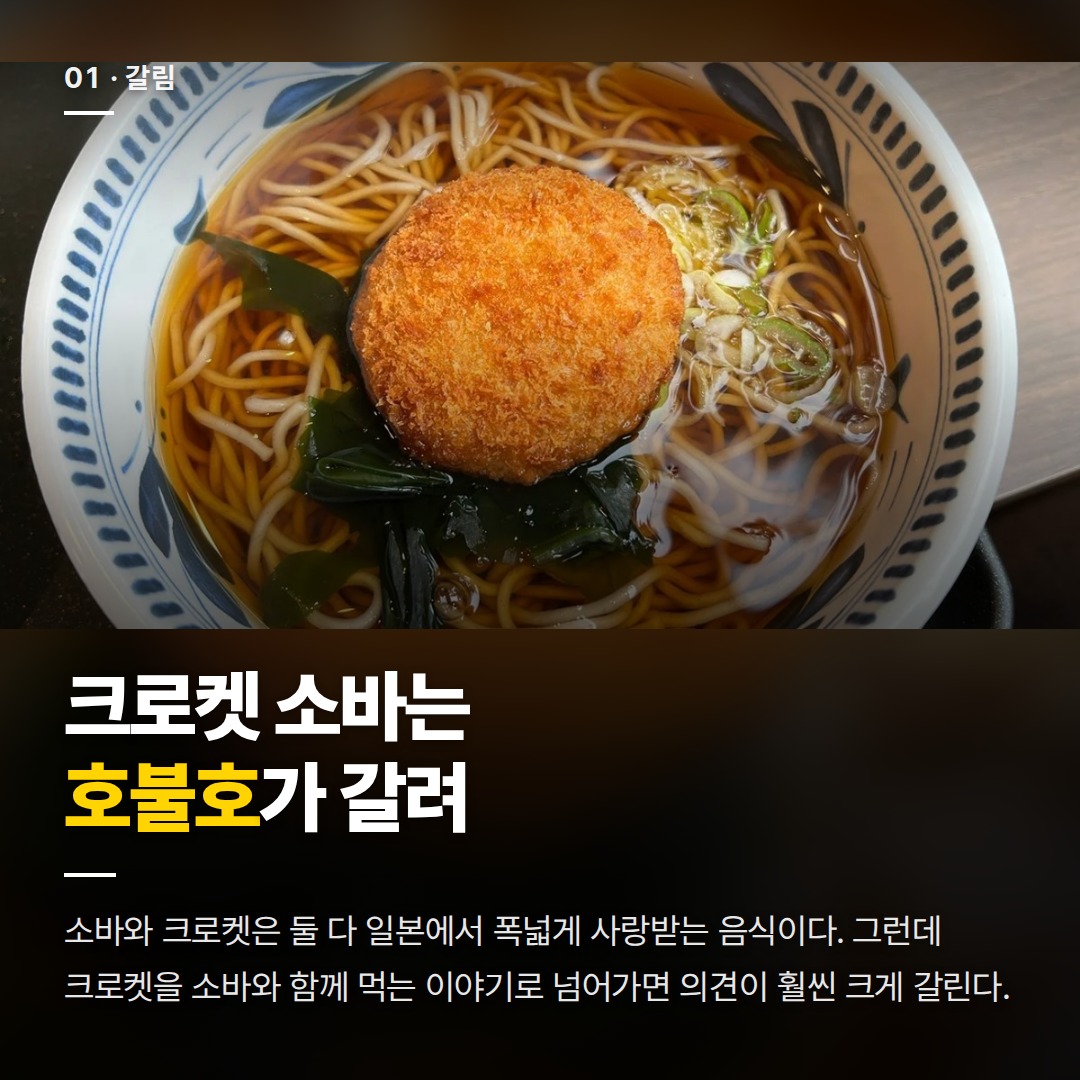 01 · 갈림
크로켓 소바는
호불호가 갈려
소바와 크로켓은 둘 다 일본에서 폭넓게 사랑받는 음식이다. 그런데
크로켓을 소바와 함께 먹는 이야기로 넘어가면 의견이 훨씬 크게 갈린다.